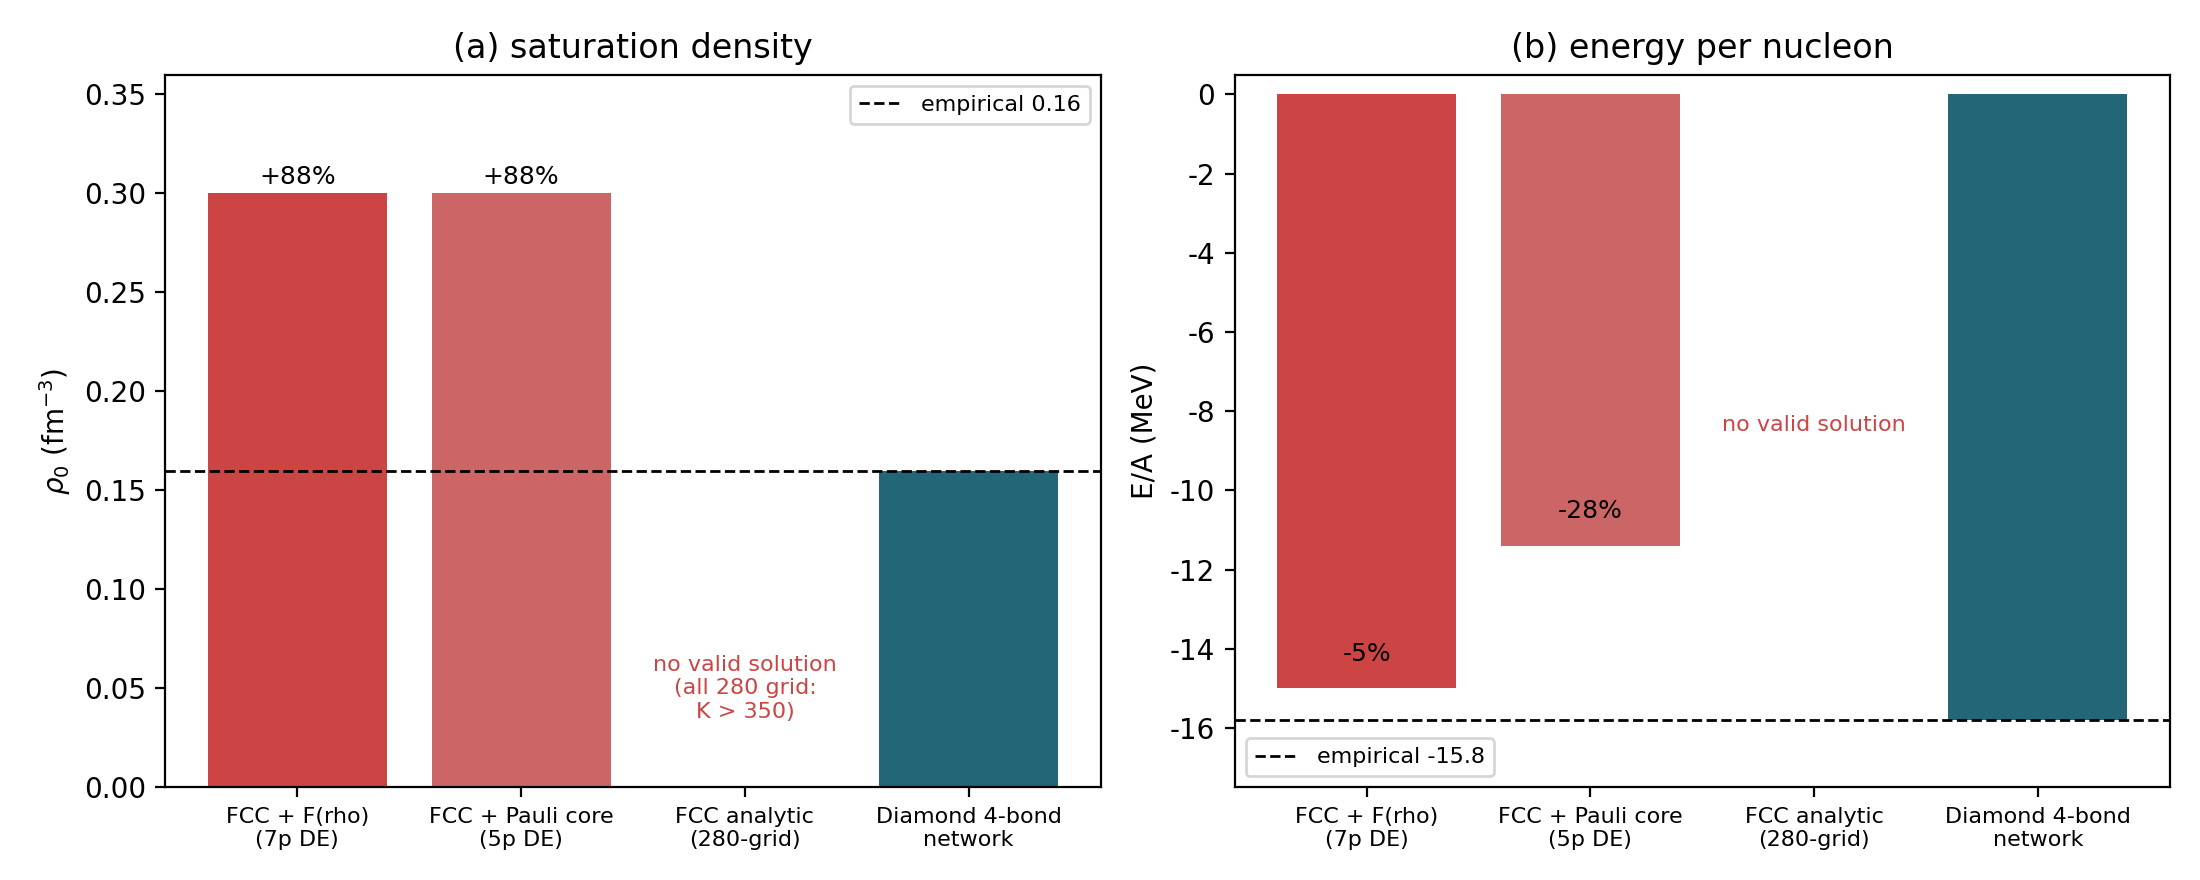 (a) saturation density
ρ₀ (fm⁻³)
0.35
0.30
0.25
0.20
0.15
0.10
0.05
0.00
empirical 0.16
+88%
+88%
no valid solution
(all 280 grid:
K > 350)
FCC + F(rho)
(7p DE)
FCC + Pauli core
(5p DE)
FCC analytic
(280-grid)
Diamond 4-bond
network
(b) energy per nucleon
E/A (MeV)
0
-2
-4
-6
-8
-10
-12
-14
-16
no valid solution
-28%
-5%
empirical -15.8
FCC + F(rho)
(7p DE)
FCC + Pauli core
(5p DE)
FCC analytic
(280-grid)
Diamond 4-bond
network